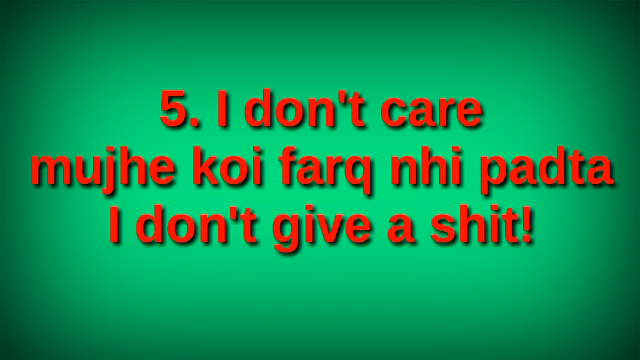 5. I don't care
mujhe koi farq nhi padta
I don't give a shit!